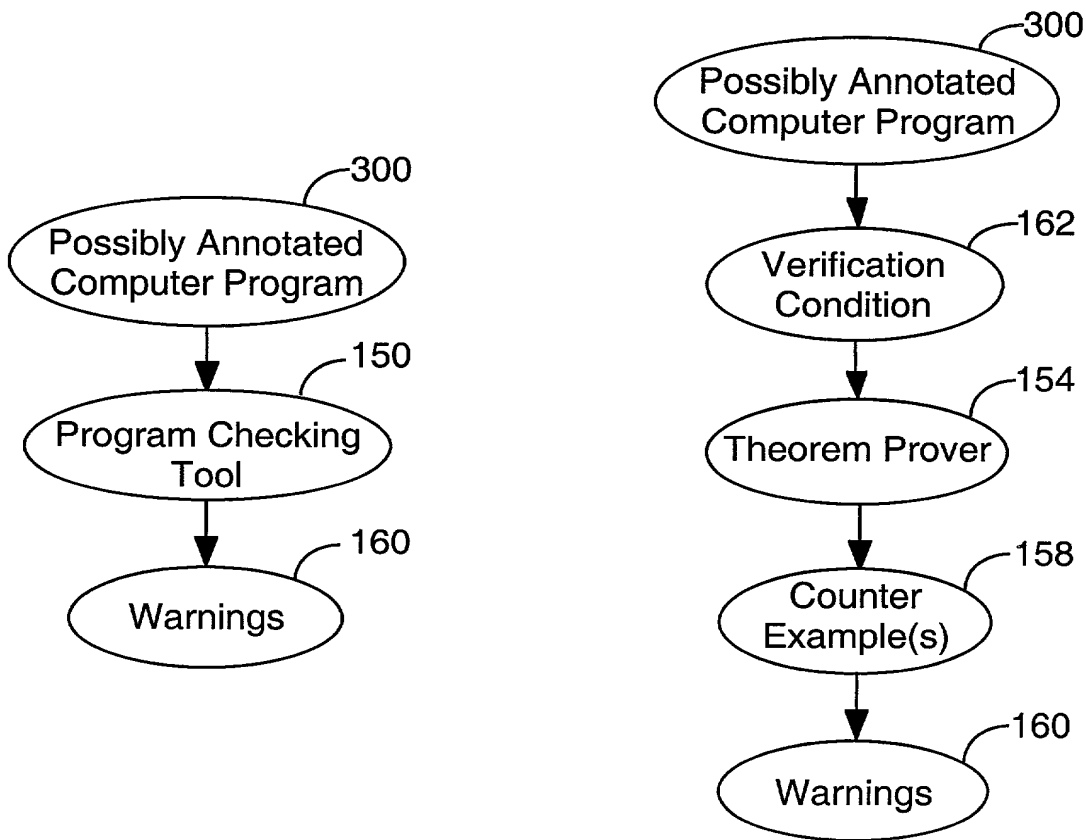 300
Possibly Annotated
Computer Program
150
Program Checking
Tool
160
Warnings
300
Possibly Annotated
Computer Program
162
Verification
Condition
154
Theorem Prover
158
Counter
Example(s)
160
Warnings